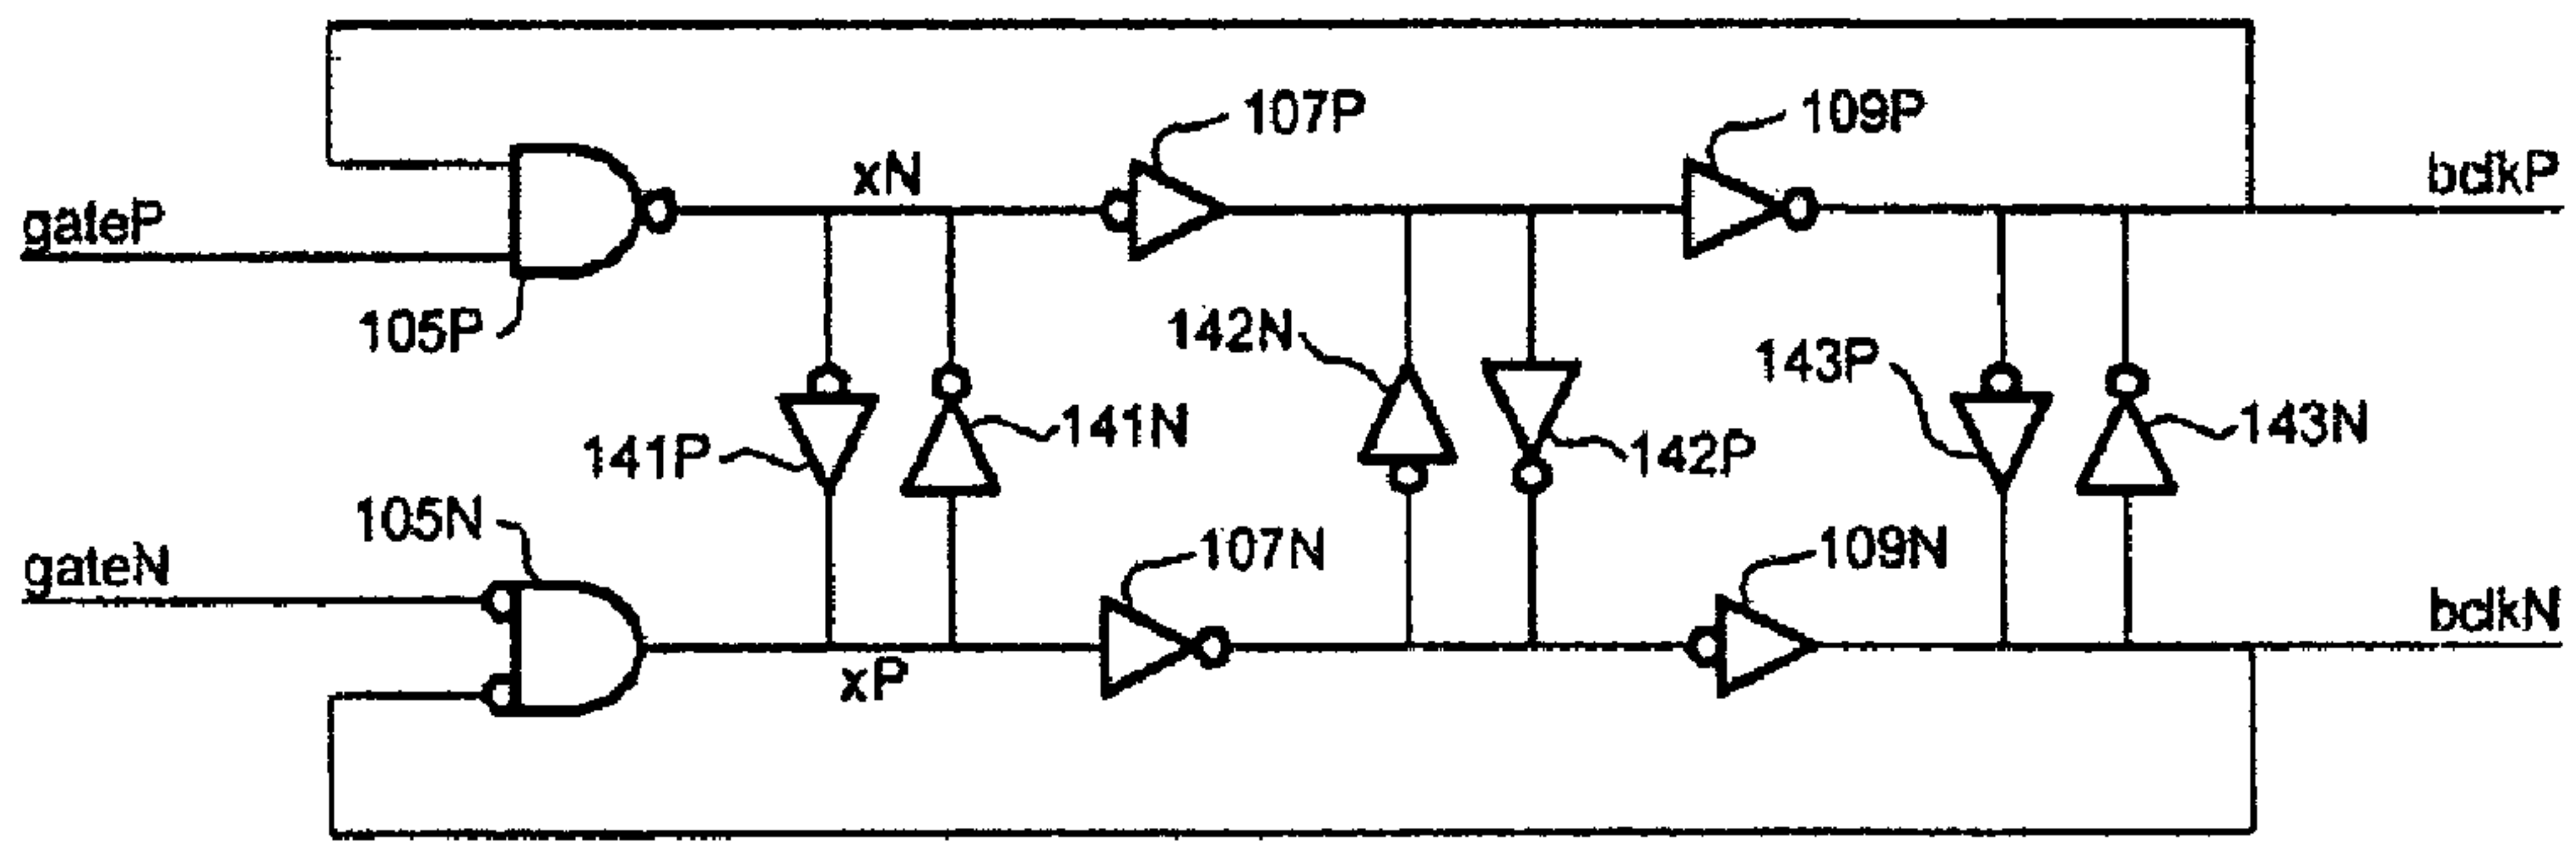 107P
109P
xN
bclkP
gateP
105P
142N
143P
141P
141N
142P
143N
105N
107N
109N
gateN
bclkN
xP